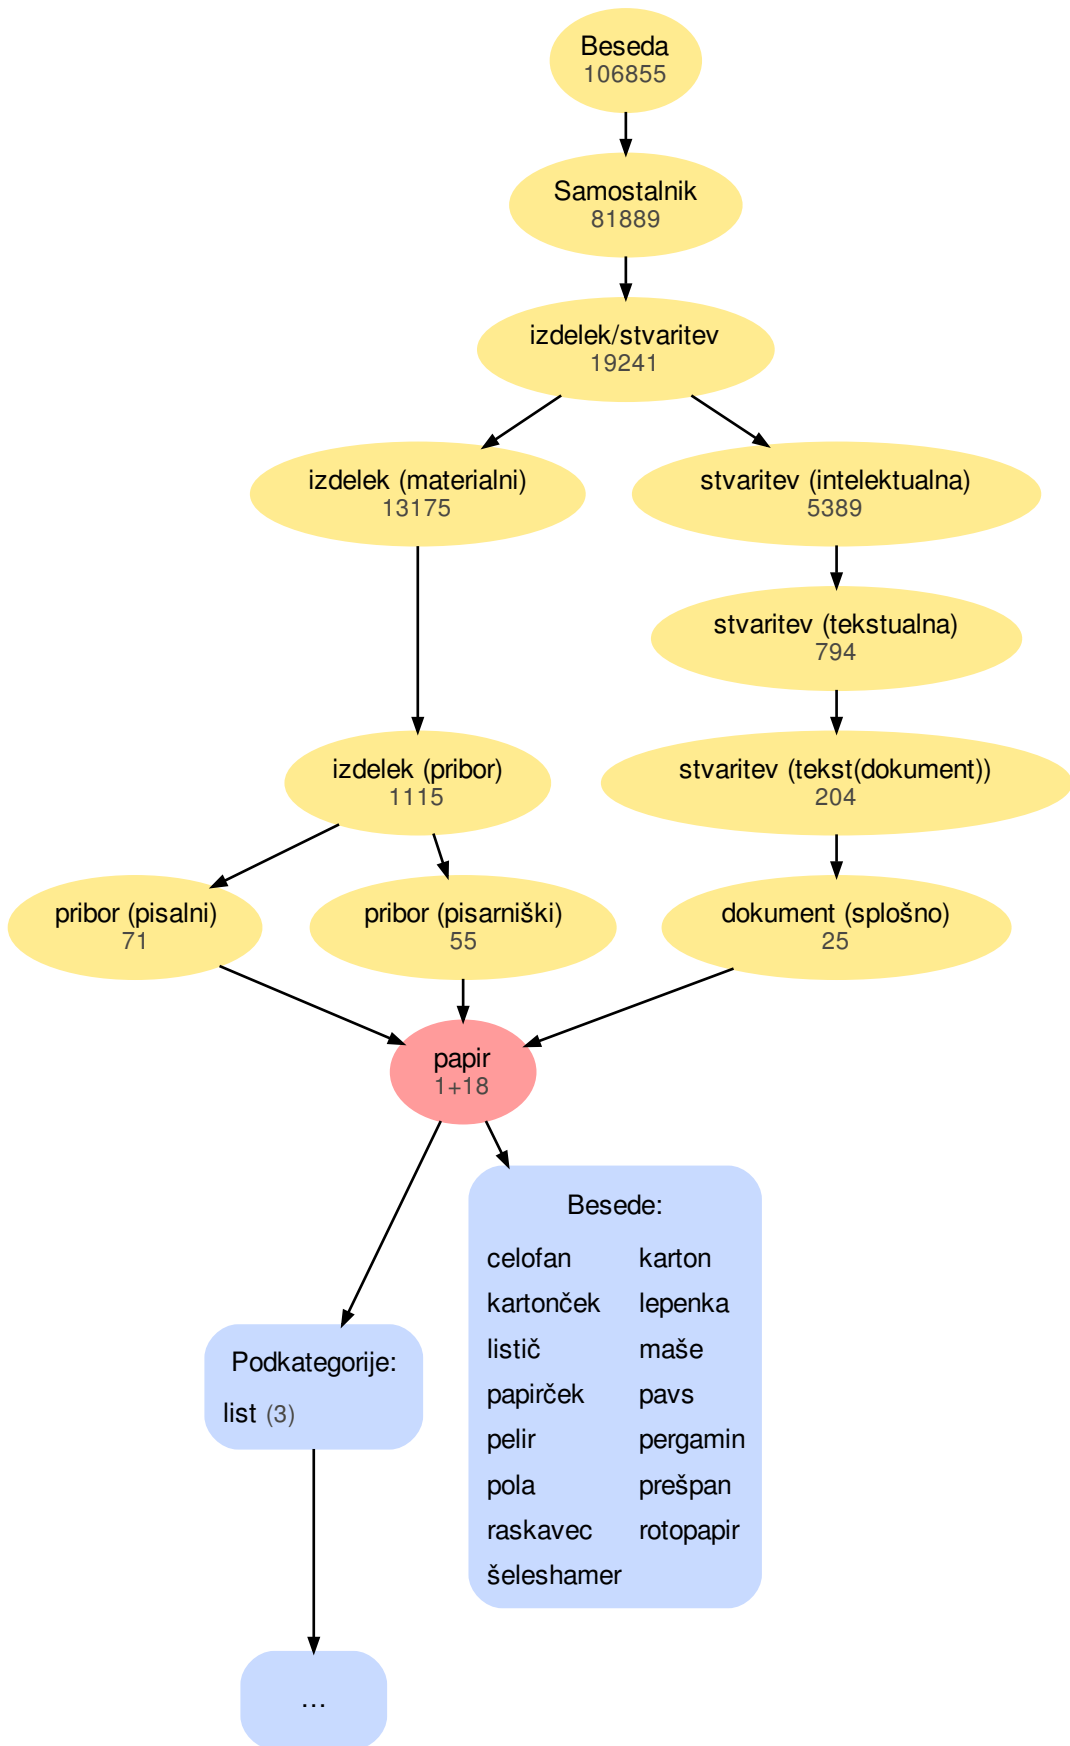 Beseda
106855
Samostalnik
81889
izdelek/stvaritev
19241
izdelek (materialni)
13175
stvaritev (intelektualna)
5389
stvaritev (tekstualna)
794
izdelek (pribor)
1115
stvaritev (tekst(dokument))
204
pribor (pisalni)
71
pribor (pisarniški)
55
dokument (splošno)
25
papir
1+18
Besede:
celofan karton
kartonček lepenka
listič maše
papirček pavs
pelir pergamin
pola prešpan
raskavec rotopapir
šeleshamer
Podkategorije:
list (3)
...